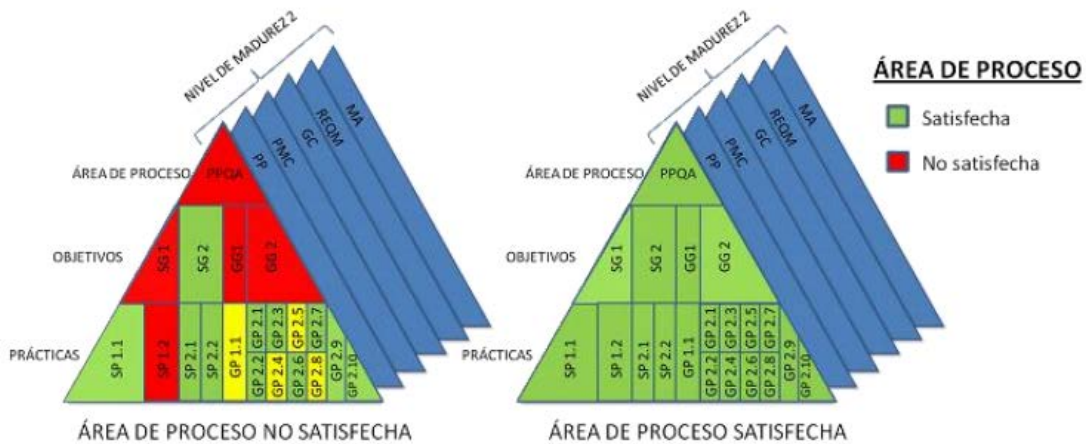 NIVEL DE MADUREZ 2
MA
REQM
GC
PMC
PP
ÁREA DE PROCESO
PPQA
OBJETIVOS
SG 1
SG 2
GG1
GG 2
PRÁCTICAS
SP 1.1
SP 1.2
SP 2.1
SP 2.2
GP 1.1
GP 2.1
GP 2.2
GP 2.3
GP 2.4
GP 2.5
GP 2.6
GP 2.7
GP 2.8
GP 2.9
GP 2.10
ÁREA DE PROCESO NO SATISFECHA
NIVEL DE MADUREZ 2
MA
REQM
GC
PMC
PP
ÁREA DE PROCESO
PPQA
OBJETIVOS
SG 1
SG 2
GG1
GG 2
PRÁCTICAS
SP 1.1
SP 1.2
SP 2.1
SP 2.2
GP 1.1
GP 2.1
GP 2.2
GP 2.3
GP 2.4
GP 2.5
GP 2.6
GP 2.7
GP 2.8
GP 2.9
GP 2.10
ÁREA DE PROCESO SATISFECHA
ÁREA DE PROCESO
Satisfecha
No satisfecha